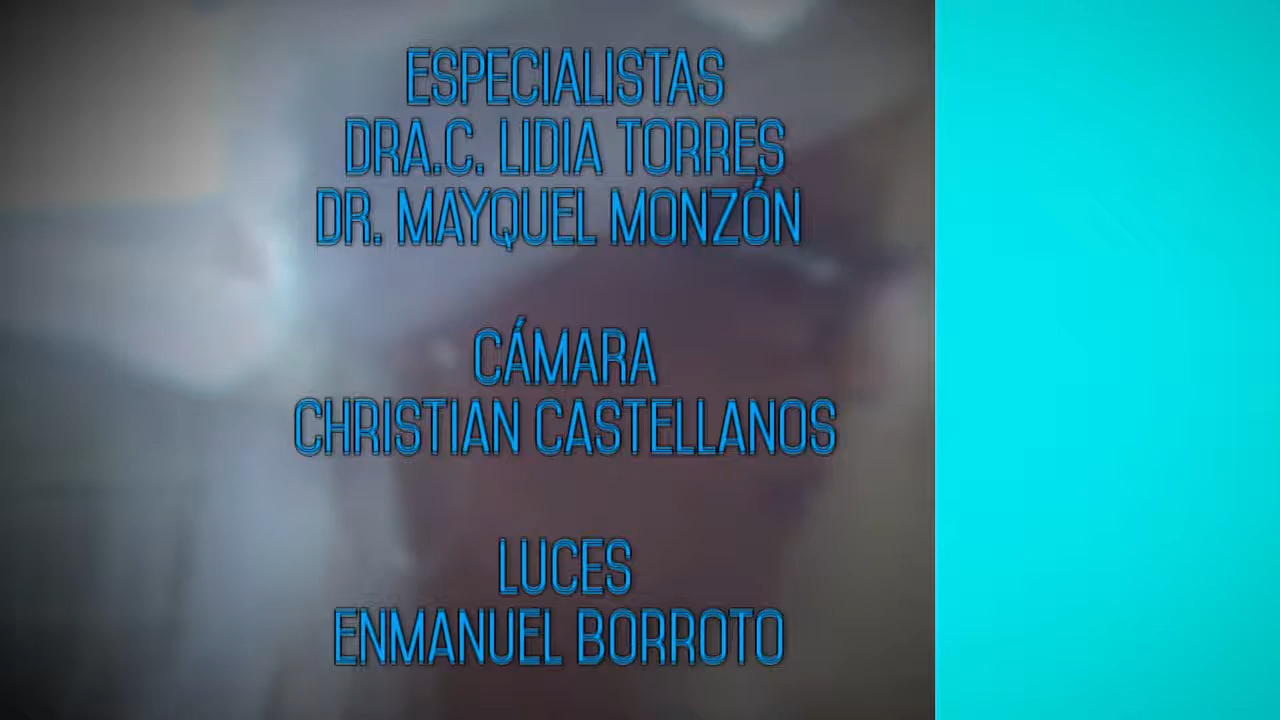 ESPECIALISTAS
DRA.C. LIDIA TORRES
DR. MAYQUEL MONZÓN
CÁMARA
CHRISTIAN CASTELLANOS
LUCES
ENMANUEL BORROTO